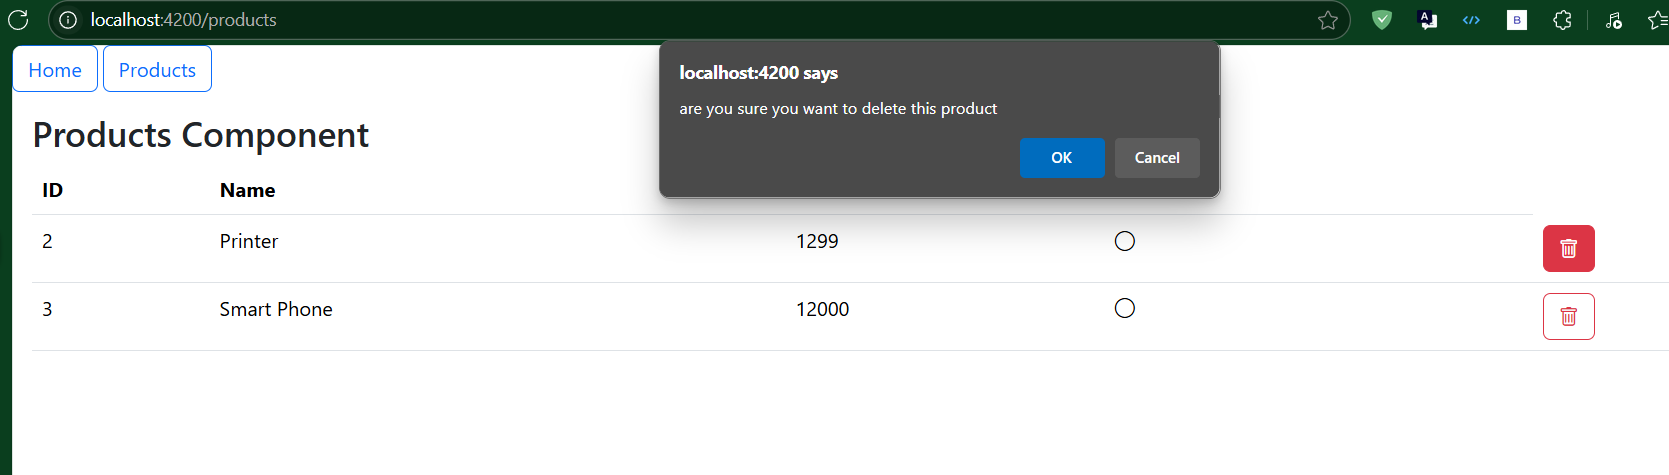 localhost:4200/products
A
B
Home
Products
localhost:4200 says
are you sure you want to delete this product
OK
Cancel
Products Component
ID Name
2 Printer 1299
3 Smart Phone 12000